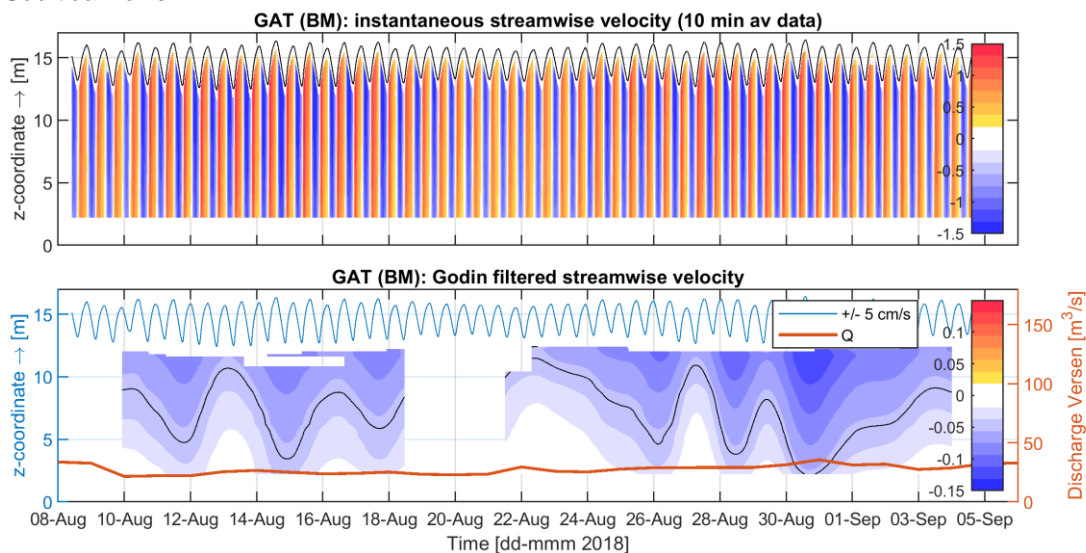 GAT (BM): instantaneous streamwise velocity (10 min av data)
z-coordinate → [m]
15
10
5
0
1.5
1
0.5
0
-0.5
-1
-1.5
GAT (BM): Godin filtered streamwise velocity
z-coordinate → [m]
15
10
5
0
+/- 5 cm/s
Q
0.1
0.05
0
-0.05
-0.1
-0.15
150
100
50
0
Discharge Versen [m³/s]
08-Aug 10-Aug 12-Aug 14-Aug 16-Aug 18-Aug 20-Aug 22-Aug 24-Aug 26-Aug 28-Aug 30-Aug 01-Sep 03-Sep 05-Sep
Time [dd-mmm 2018]